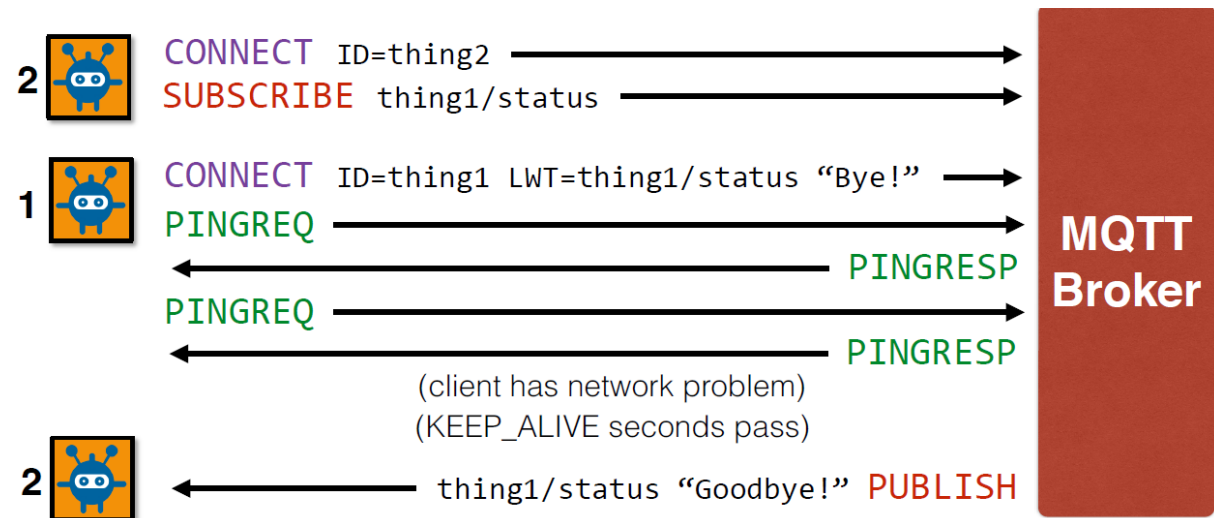 2
CONNECT ID=thing2
SUBSCRIBE thing1/status
1
CONNECT ID=thing1 LWT=thing1/status “Bye!”
PINGREQ
PINGRESP
PINGREQ
PINGRESP
(client has network problem)
(KEEP_ALIVE seconds pass)
2
thing1/status “Goodbye!” PUBLISH
MQTT
Broker